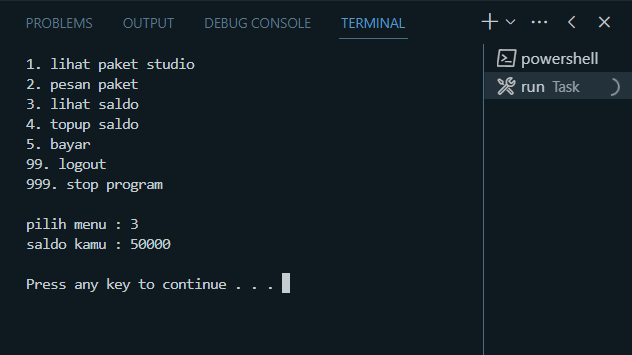 PROBLEMS OUTPUT DEBUG CONSOLE TERMINAL
1. lihat paket studio
2. pesan paket
3. lihat saldo
4. topup saldo
5. bayar
99. logout
999. stop program
pilih menu : 3
saldo kamu : 50000
Press any key to continue . . .
powershell
run Task